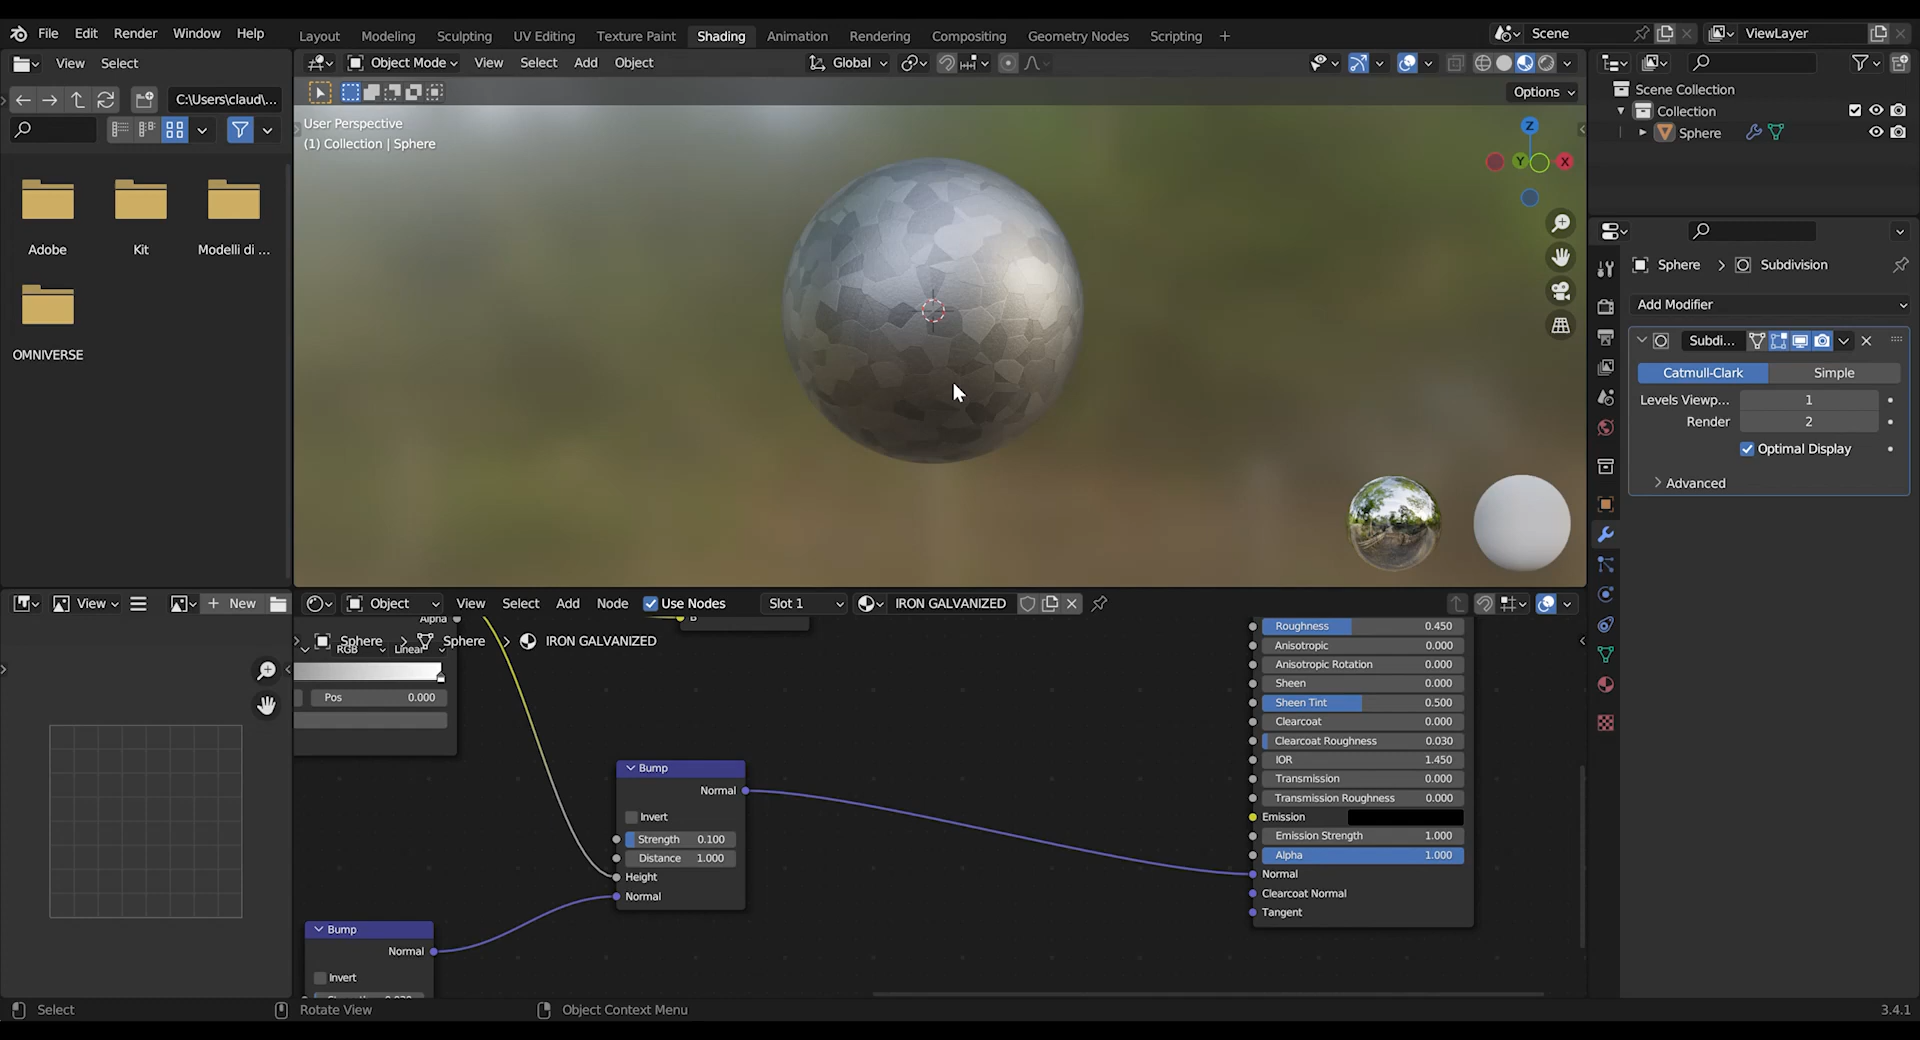 File Edit Render Window Help
Layout Modeling Sculpting UV Editing Texture Paint Shading Animation Rendering Compositing Geometry Nodes Scripting +
Scene
ViewLayer
View Select
C:\Users\claud\...
Adobe
Kit
Modelli di ...
OMNIVERSE
Object Mode View Select Add Object
Global
Options
User Perspective
(1) Collection | Sphere
Z
Y
X
Scene Collection
Collection
Sphere
Sphere > Subdivision
Add Modifier
Subdi...
Catmull-Clark Simple
Levels Viewp... 1
Render 2
Optimal Display
Advanced
View
+ New
Object View Select Add Node Use Nodes Slot 1 IRON GALVANIZED
Alpha
Sphere > Sphere > IRON GALVANIZED
RGB Linear
Pos 0.000
B
Bump
Normal
Invert
Strength 0.100
Distance 1.000
Height
Normal
Bump
Normal
Invert
Roughness 0.450
Anisotropic 0.000
Anisotropic Rotation 0.000
Sheen 0.000
Sheen Tint 0.500
Clearcoat 0.000
Clearcoat Roughness 0.030
IOR 1.450
Transmission 0.000
Transmission Roughness 0.000
Emission
Emission Strength 1.000
Alpha 1.000
Normal
Clearcoat Normal
Tangent
Select Rotate View Object Context Menu 3.4.1